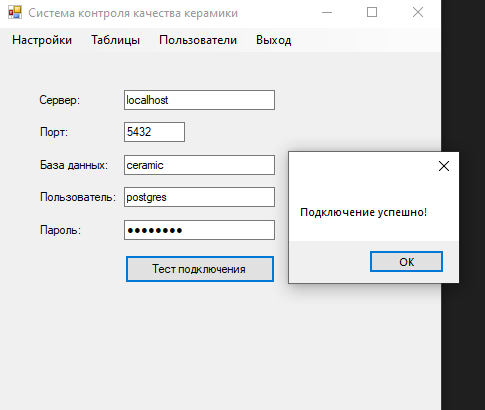 Система контроля качества керамики
Настройки Таблицы Пользователи Выход
Сервер: localhost
Порт: 5432
База данных: ceramic
Пользователь: postgres
Пароль: ●●●●●●●●
Тест подключения
Подключение успешно!
OK